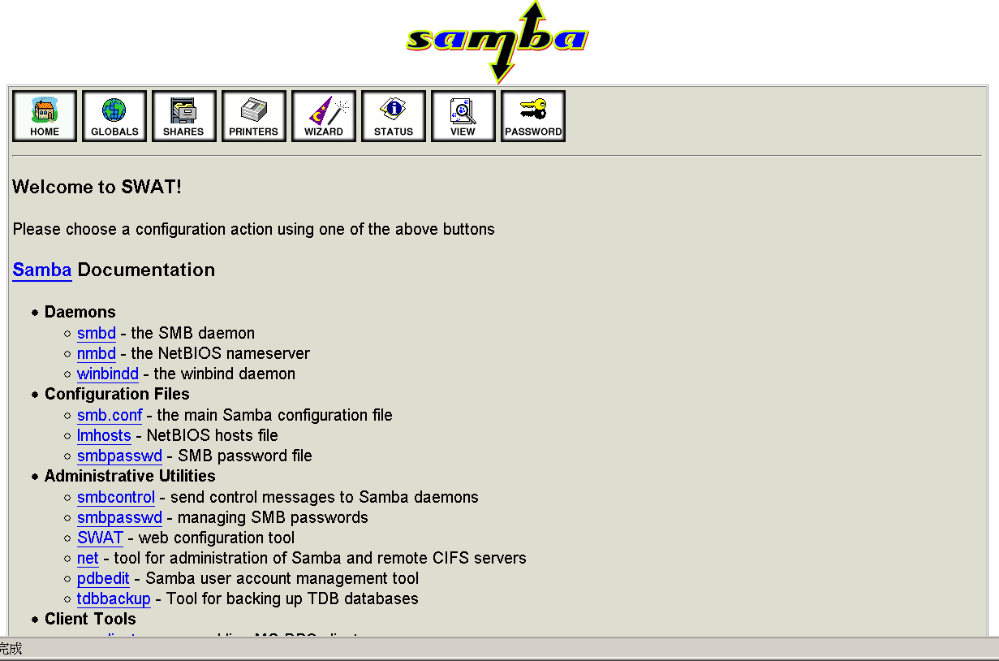 samba
HOME GLOBALS SHARES PRINTERS WIZARD STATUS VIEW PASSWORD
Welcome to SWAT!
Please choose a configuration action using one of the above buttons
Samba Documentation
Daemons
smbd - the SMB daemon
nmbd - the NetBIOS nameserver
winbindd - the winbind daemon
Configuration Files
smb.conf - the main Samba configuration file
lmhosts - NetBIOS hosts file
smbpasswd - SMB password file
Administrative Utilities
smbcontrol - send control messages to Samba daemons
smbpasswd - managing SMB passwords
SWAT - web configuration tool
net - tool for administration of Samba and remote CIFS servers
pdbedit - Samba user account management tool
tdbbackup - Tool for backing up TDB databases
Client Tools
完成